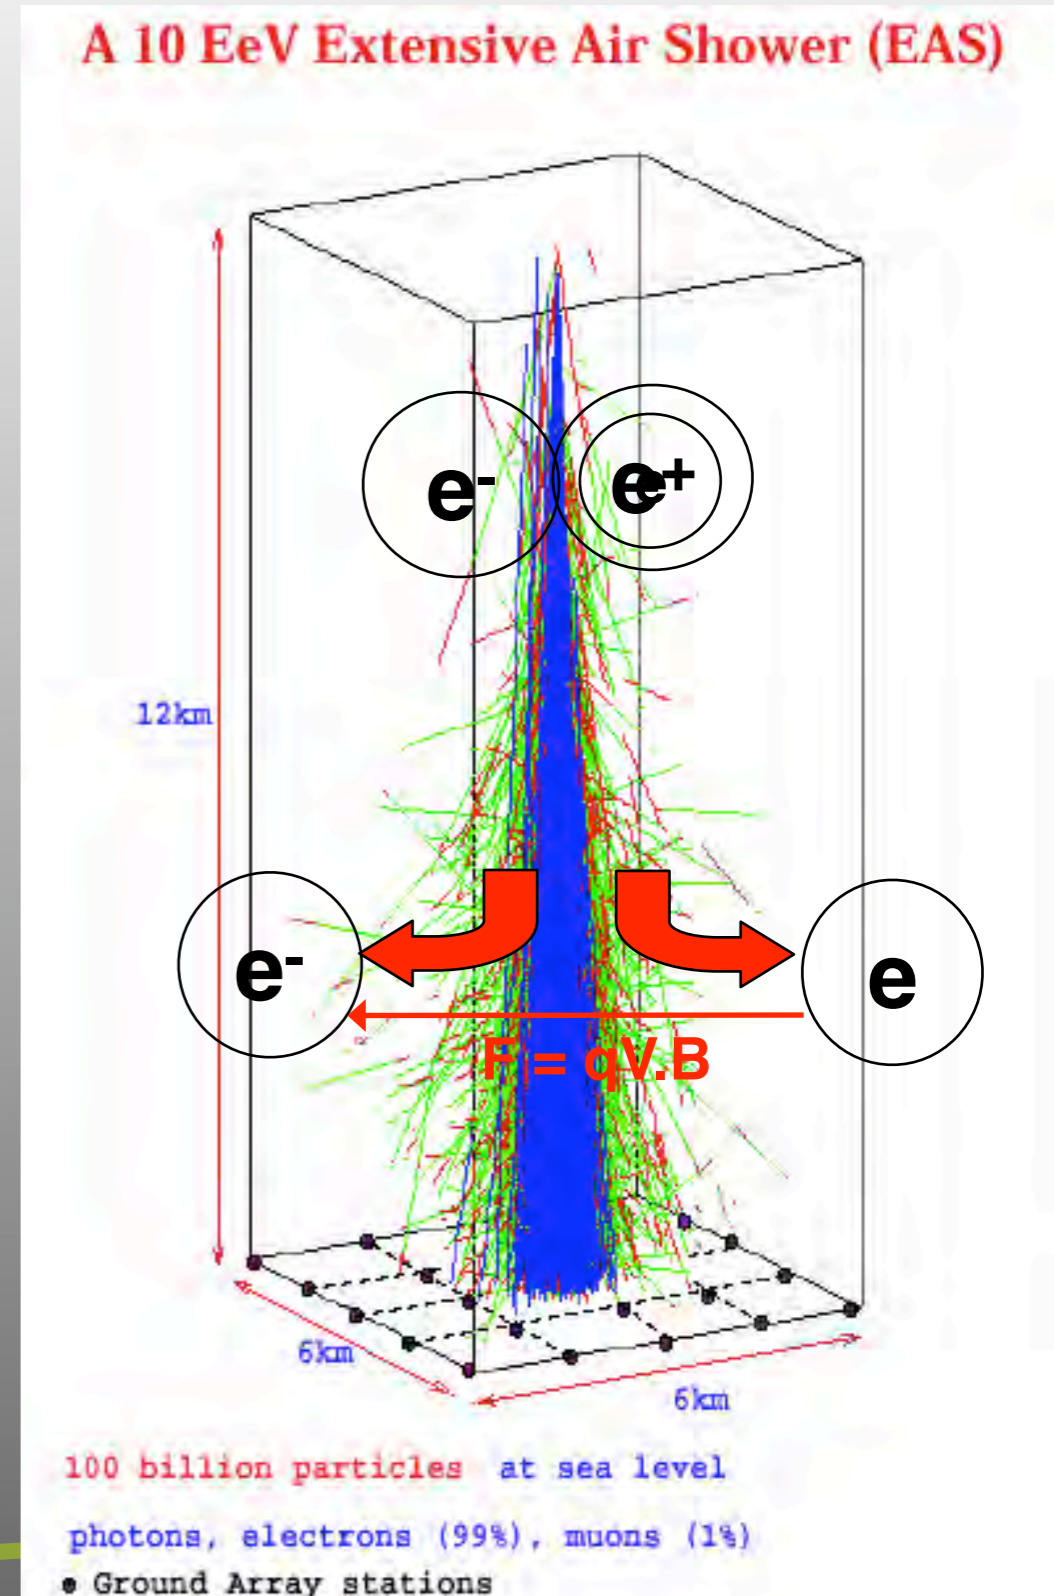 A 10 EeV Extensive Air Shower (EAS)
e- e+
12km
e- e
F = qV.B
6km
6km
100 billion particles at sea level
photons, electrons (99%), muons (1%)
● Ground Array stations